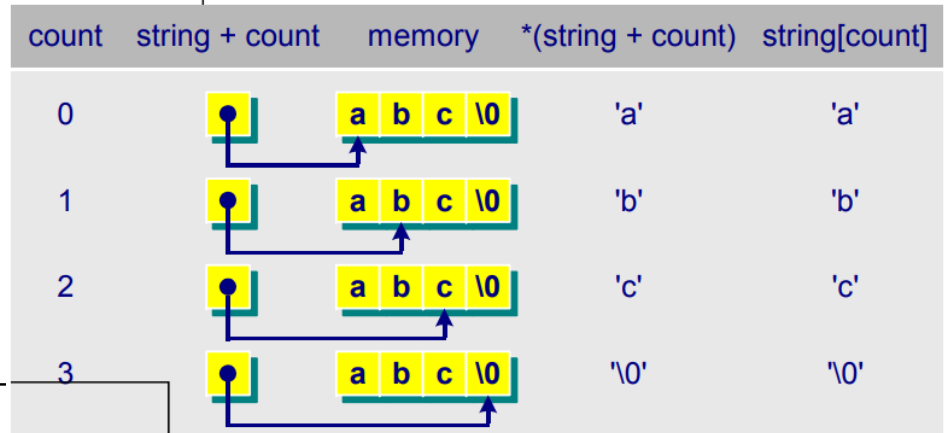 count string + count memory *(string + count) string[count]
0 a b c \0 'a' 'a'
1 a b c \0 'b' 'b'
2 a b c \0 'c' 'c'
3 a b c \0 '\0' '\0'